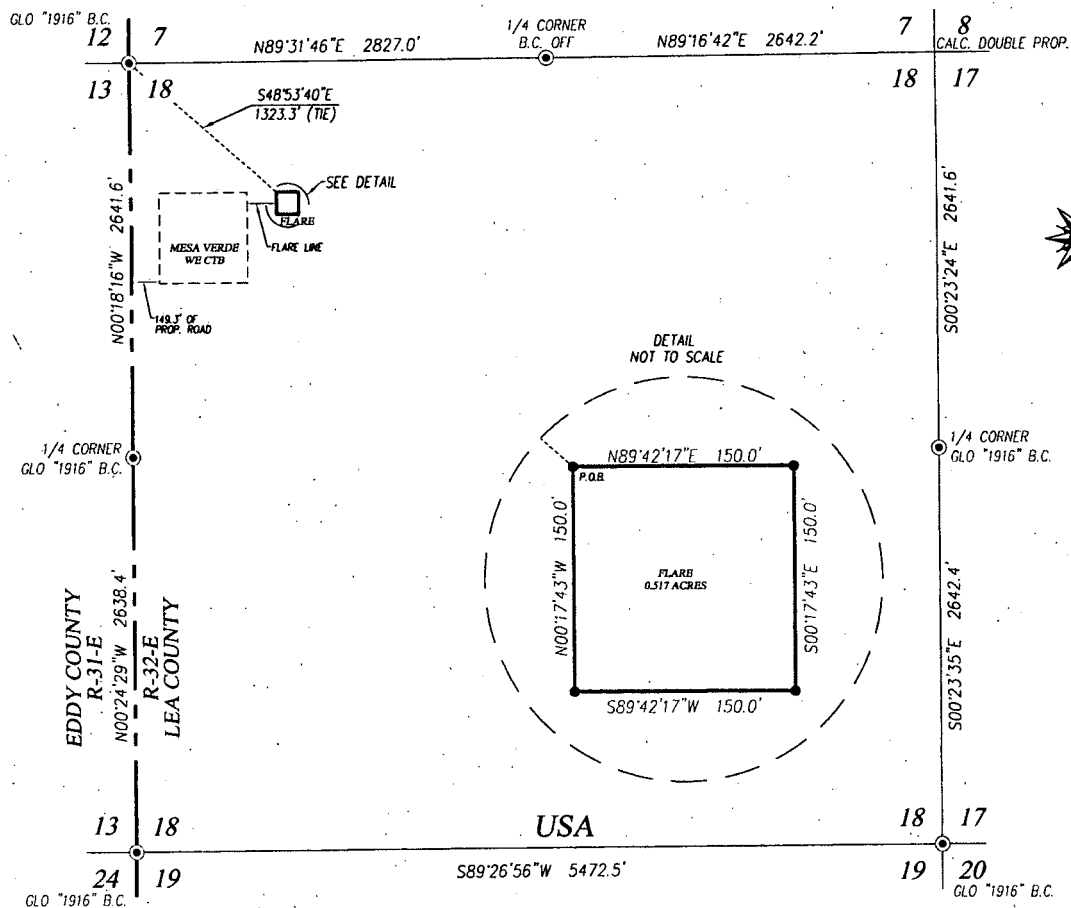 GLO "1916" B.C.
12 7
N89°31'46"E 2827.0'
1/4 CORNER
B.C. OFF
N89°16'42"E 2642.2'
7 8
CALC. DOUBLE PROP.
13 18
18 17
S48°53'40"E
1323.3' (TIE)
SEE DETAIL
FLARE
FLARE LINE
MESA VERDE
WE CTB
149.3' OF
PROP. ROAD
N00°18'16"W 2641.6'
S00°23'24"E 2641.6'
DETAIL
NOT TO SCALE
1/4 CORNER
GLO "1916" B.C.
1/4 CORNER
GLO "1916" B.C.
N89°42'17"E 150.0'
P.O.B.
N00°17'43"W 150.0'
FLARE
0.517 ACRES
S00°17'43"E 150.0'
S89°42'17"W 150.0'
EDDY COUNTY
R-31-E
N00°24'29"W 2638.4'
R-32-E
LEA COUNTY
S00°23'35"E 2642.4'
13 18
USA
18 17
S89°26'56"W 5472.5'
24 19
19 20
GLO "1916" B.C.
GLO "1916" B.C.